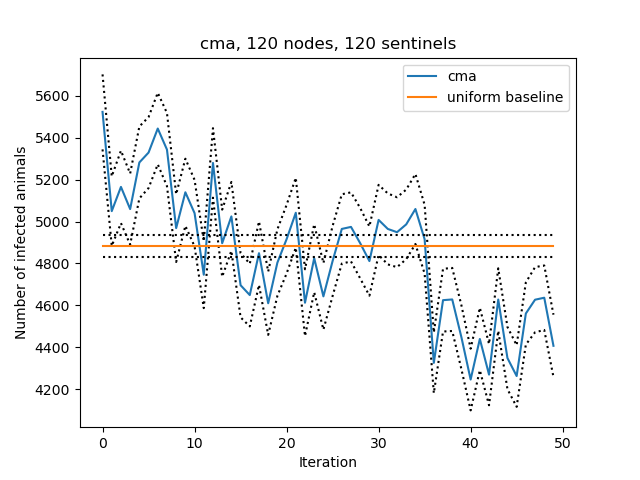 cma, 120 nodes, 120 sentinels
cma
uniform baseline
Number of infected animals
5600
5400
5200
5000
4800
4600
4400
4200
0 10 20 30 40 50
Iteration